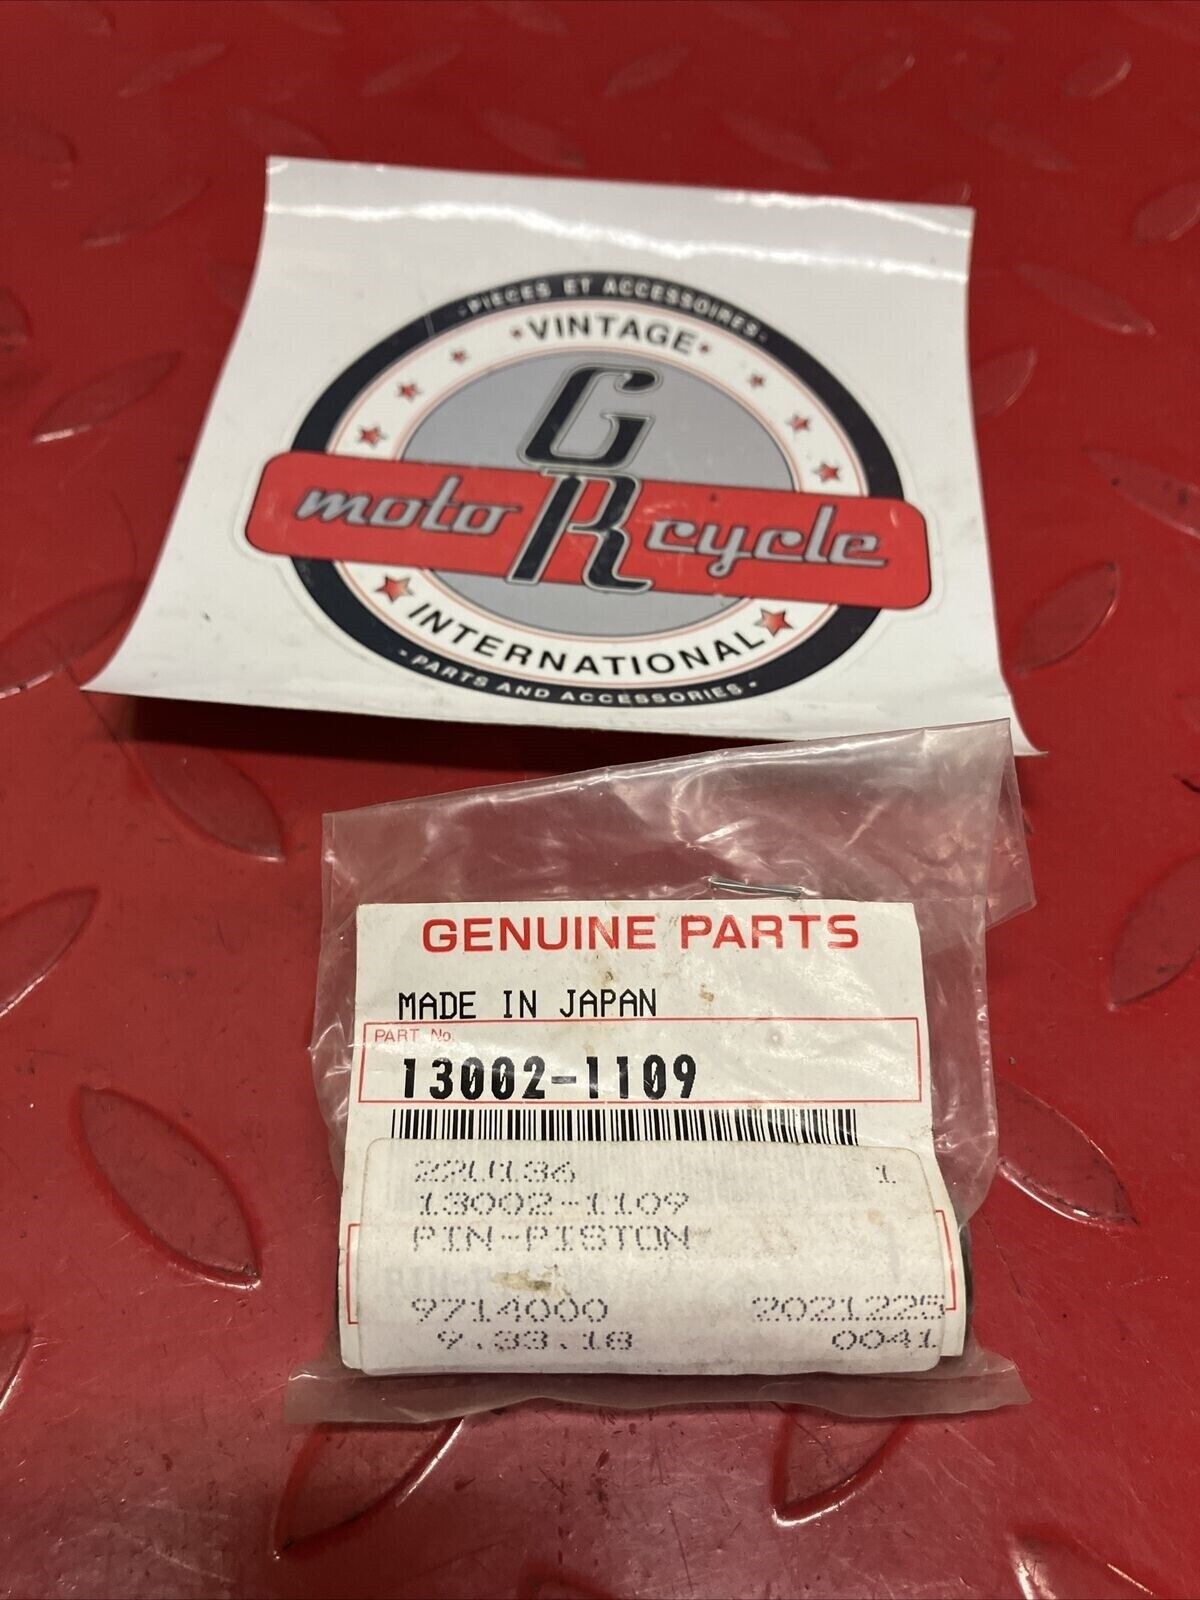 ·PIECES ET ACCESSOIRES·
·VINTAGE·
GR
moto cycle
INTERNATIONAL
·PARTS AND ACCESSORIES·
GENUINE PARTS
MADE IN JAPAN
PART No.
13002-1109
22U136 1
13002-1109
PIN-PISTON
9714000 2021225
9.33.18 0041